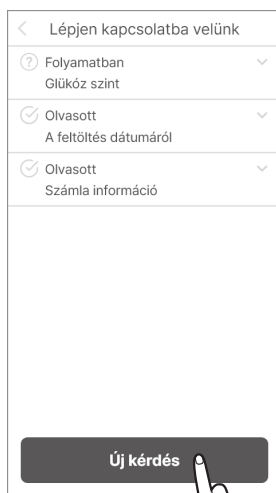 Lépjen kapcsolatba velünk
Folyamatban
Glükóz szint
Olvasott
A feltöltés dátumáról
Olvasott
Számla információ
Új kérdés